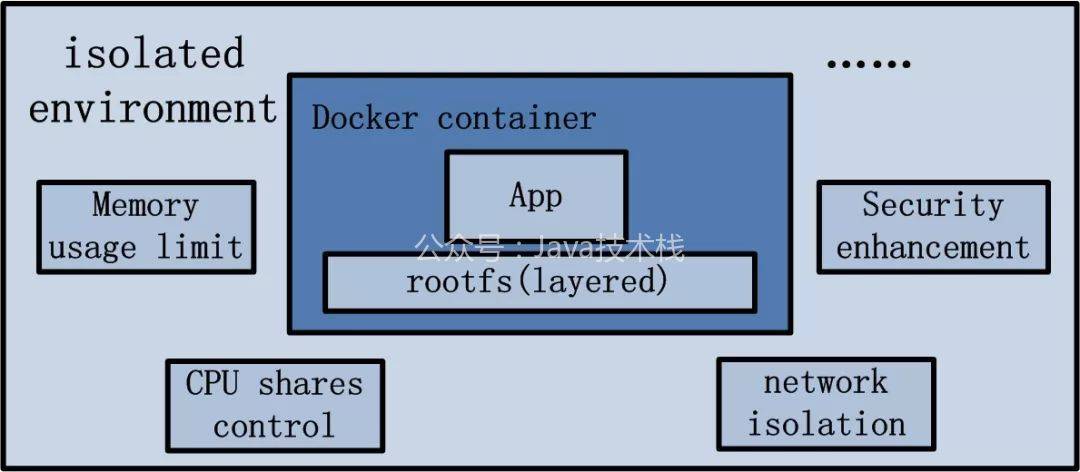 isolated
environment
……
Docker container
App
Memory
usage limit
Security
enhancement
公众号：Java技术栈
rootfs(layered)
CPU shares
control
network
isolation